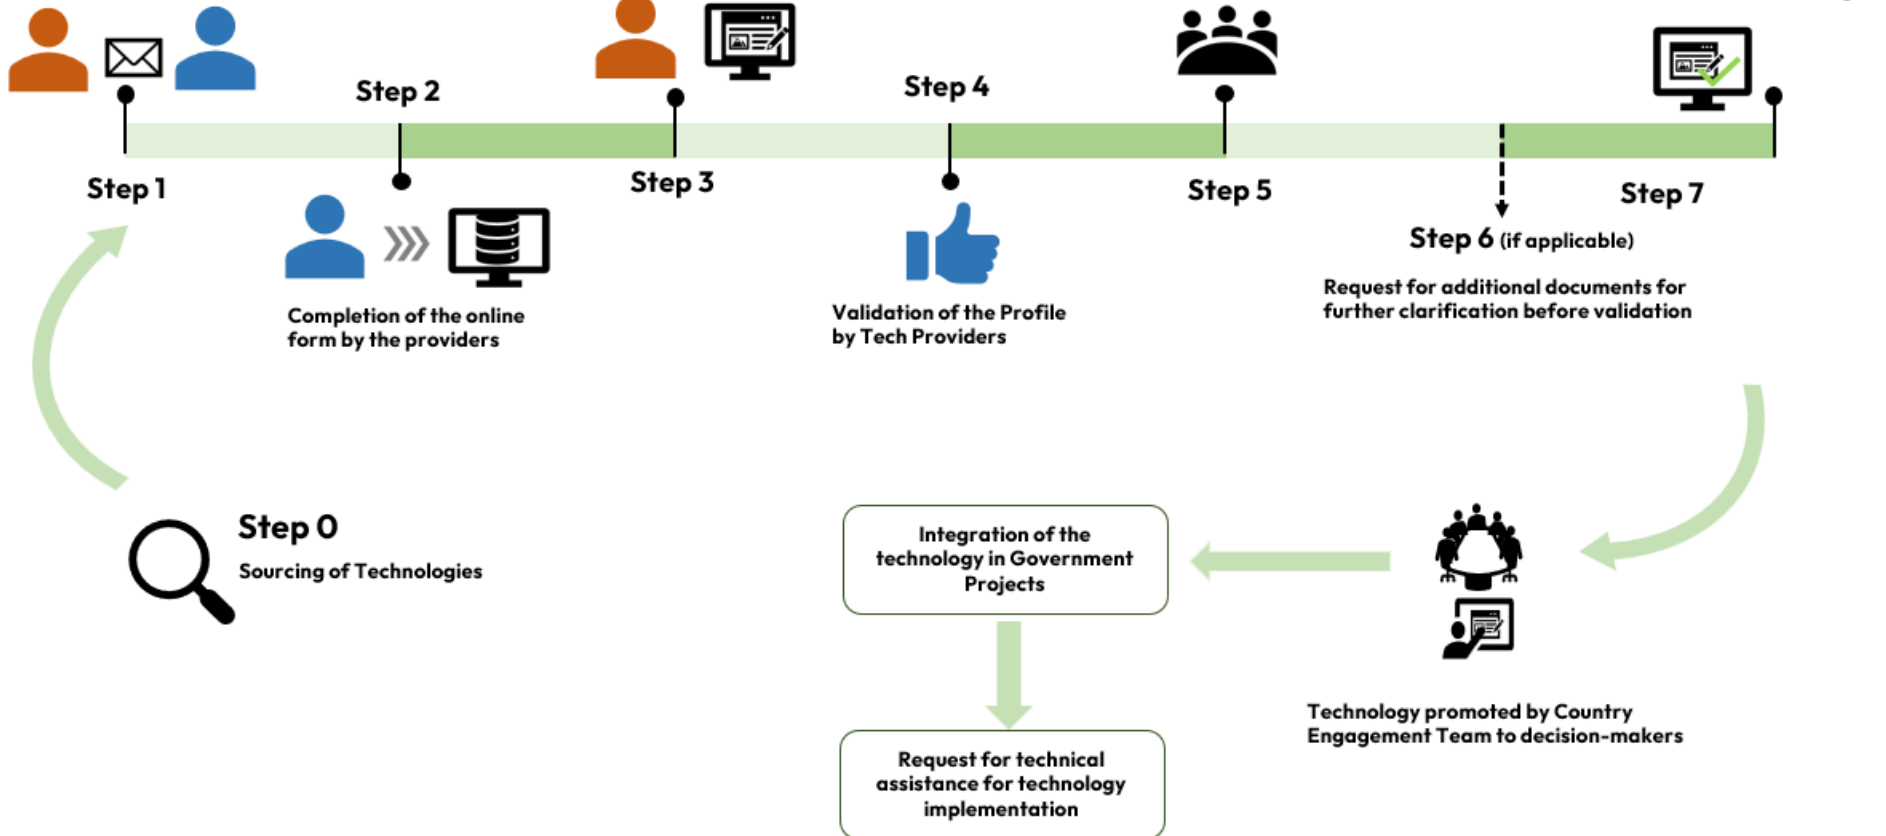 Step 2
Step 4
Step 1
Step 3
Step 5
Step 7
Step 6 (if applicable)
Completion of the online
form by the providers
Validation of the Profile
by Tech Providers
Request for additional documents for
further clarification before validation
Step 0
Sourcing of Technologies
Integration of the
technology in Government
Projects
Technology promoted by Country
Engagement Team to decision-makers
Request for technical
assistance for technology
implementation